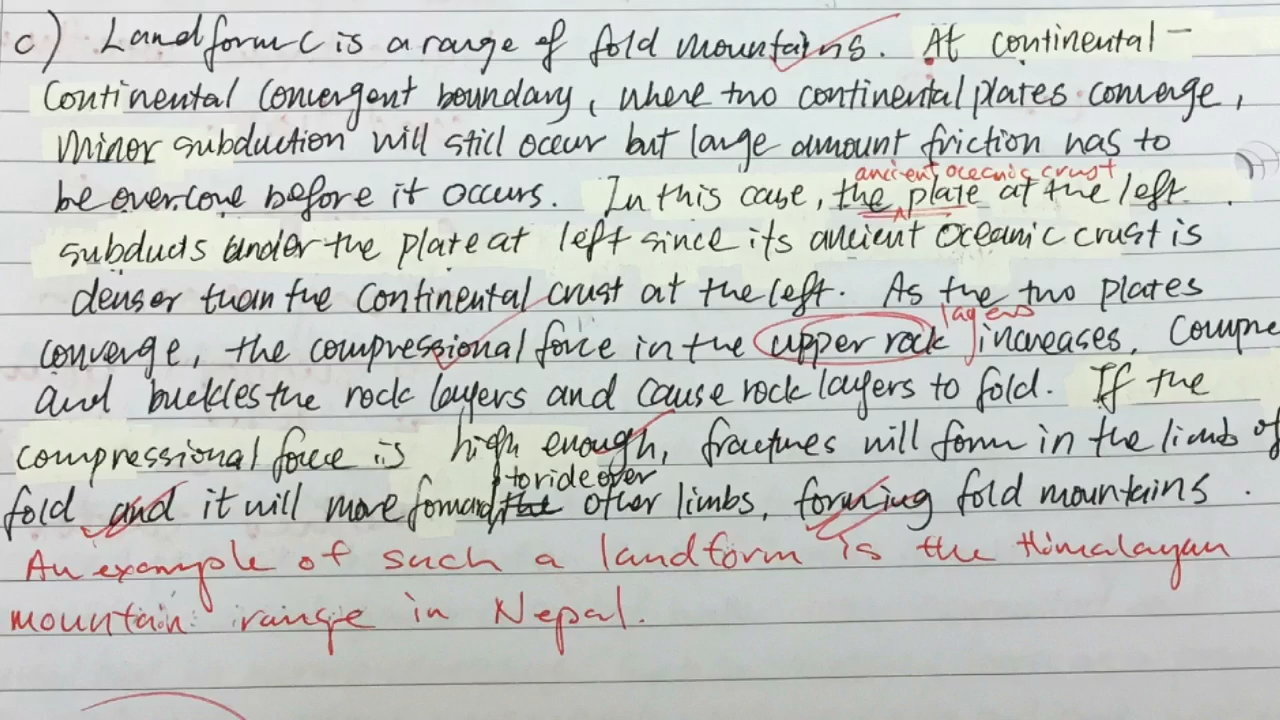 c) Landform C is a range of fold mountains. At continental-
continental convergent boundary, where two continental plates converge,
minor subduction will still occur but large amount friction has to
ancient oceanic crust
be overcome before it occurs. In this case, the plate at the left
subducts under the plate at left since its ancient oceanic crust is
denser than the continental crust at the left. As the two plates
layers
converge, the compressional force in the upper rock increases, Compre
and buckles the rock layers and cause rock layers to fold. If the
compressional force is high enough, fractures will form in the limb of
to ride over
fold and it will move forward the other limbs, forming fold mountains.
An example of such a landform is the Himalayan
mountain range in Nepal.